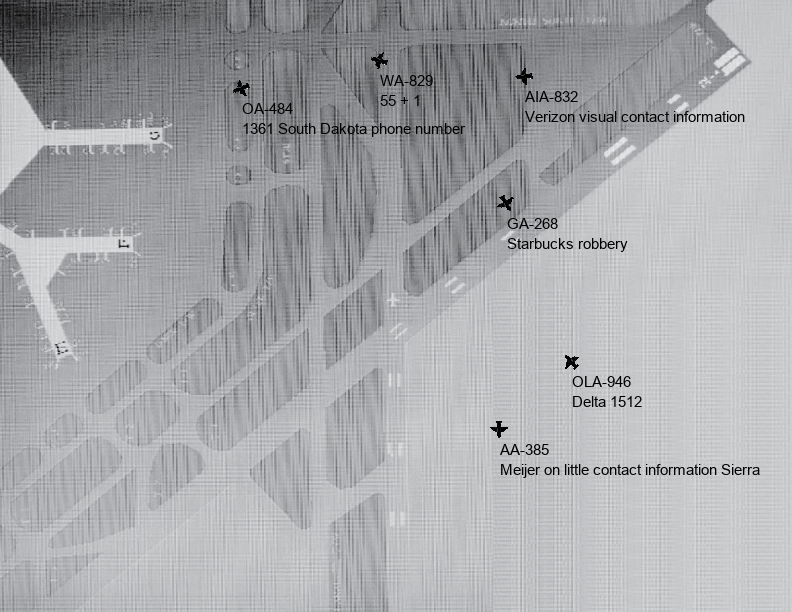 WA-829
55 + 1
AIA-832
Verizon visual contact information
OA-484
1361 South Dakota phone number
GA-268
Starbucks robbery
OLA-946
Delta 1512
AA-385
Meijer on little contact information Sierra